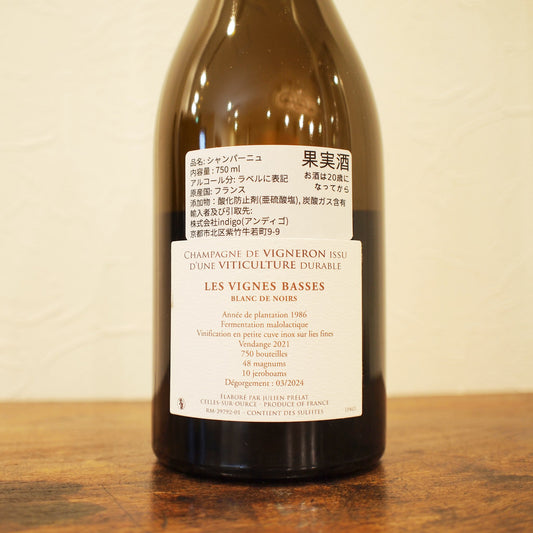 品名: シャンパーニュ
内容量 : 750 ml
アルコール分: ラベルに表記
原産国: フランス
添加物：酸化防止剤(亜硫酸塩), 炭酸ガス含有
輸入者及び引取先:
株式会社indigo(アンディゴ)
京都市北区紫竹牛若町9-9
果実酒
お酒は20歳に
なってから
CHAMPAGNE DE VIGNERON ISSU
D'UNE VITICULTURE DURABLE
LES VIGNES BASSES
BLANC DE NOIRS
Année de plantation 1986
Fermentation malolactique
Vinification en petite cuve inox sur lies fines
Vendange 2021
750 bouteilles
48 magnums
10 jeroboams
Dégorgement : 03/2024
ÉLABORÉ PAR JULIEN PRÉLAT
CELLES-SUR-OURCE - PRODUCE OF FRANCE
RM-29792-01 - CONTIENT DES SULFITES